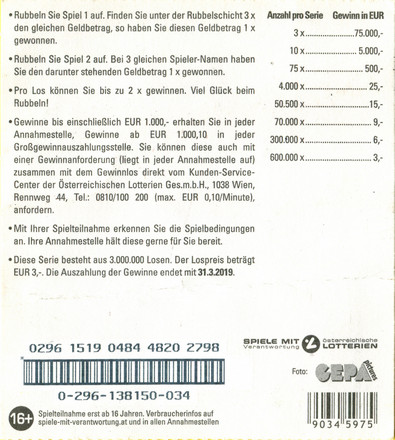 • Rubbeln Sie Spiel 1 auf. Finden Sie unter der Rubbelschicht 3 x
den gleichen Geldbetrag, so haben Sie diesen Geldbetrag 1 x
gewonnen.
• Rubbeln Sie Spiel 2 auf. Bei 3 gleichen Spieler-Namen haben
Sie den darunter stehenden Geldbetrag 1 x gewonnen.
• Pro Los können Sie bis zu 2 x gewinnen. Viel Glück beim
Rubbeln!
• Gewinne bis einschließlich EUR 1.000,- erhalten Sie in jeder
Annahmestelle, Gewinne ab EUR 1.000,10 in jeder
Großgewinnauszahlungsstelle. Sie können diese auch mit
einer Gewinnanforderung (liegt in jeder Annahmestelle auf)
zusammen mit dem Gewinnlos direkt vom Kunden-Service-
Center der Österreichischen Lotterien Ges.m.b.H., 1038 Wien,
Rennweg 44, Tel.: 0810/100 200 (max. EUR 0,10/Minute),
anfordern.
• Mit Ihrer Spielteilnahme erkennen Sie die Spielbedingungen
an. Ihre Annahmestelle hält diese gerne für Sie bereit.
• Diese Serie besteht aus 3.000.000 Losen. Der Lospreis beträgt
EUR 3,-. Die Auszahlung der Gewinne endet mit 31.3.2019.
Anzahl pro Serie Gewinn in EUR
3 x ........ 75.000,-
10 x ........ 5.000,-
75 x ........ 500,-
4.000 x ........ 25,-
50.500 x ........ 15,-
70.000 x ........ 9,-
300.600 x ........ 6,-
600.000 x ........ 3,-
0296 1519 0484 4820 2798
0-296-138150-034
SPIELE MIT
Verantwortung
österreichische
LOTTERIEN
Foto: GEPA pictures
9034 5975
16+
Spielteilnahme erst ab 16 Jahren. Verbraucherinfos auf
spiele-mit-verantwortung.at und in allen Annahmestellen